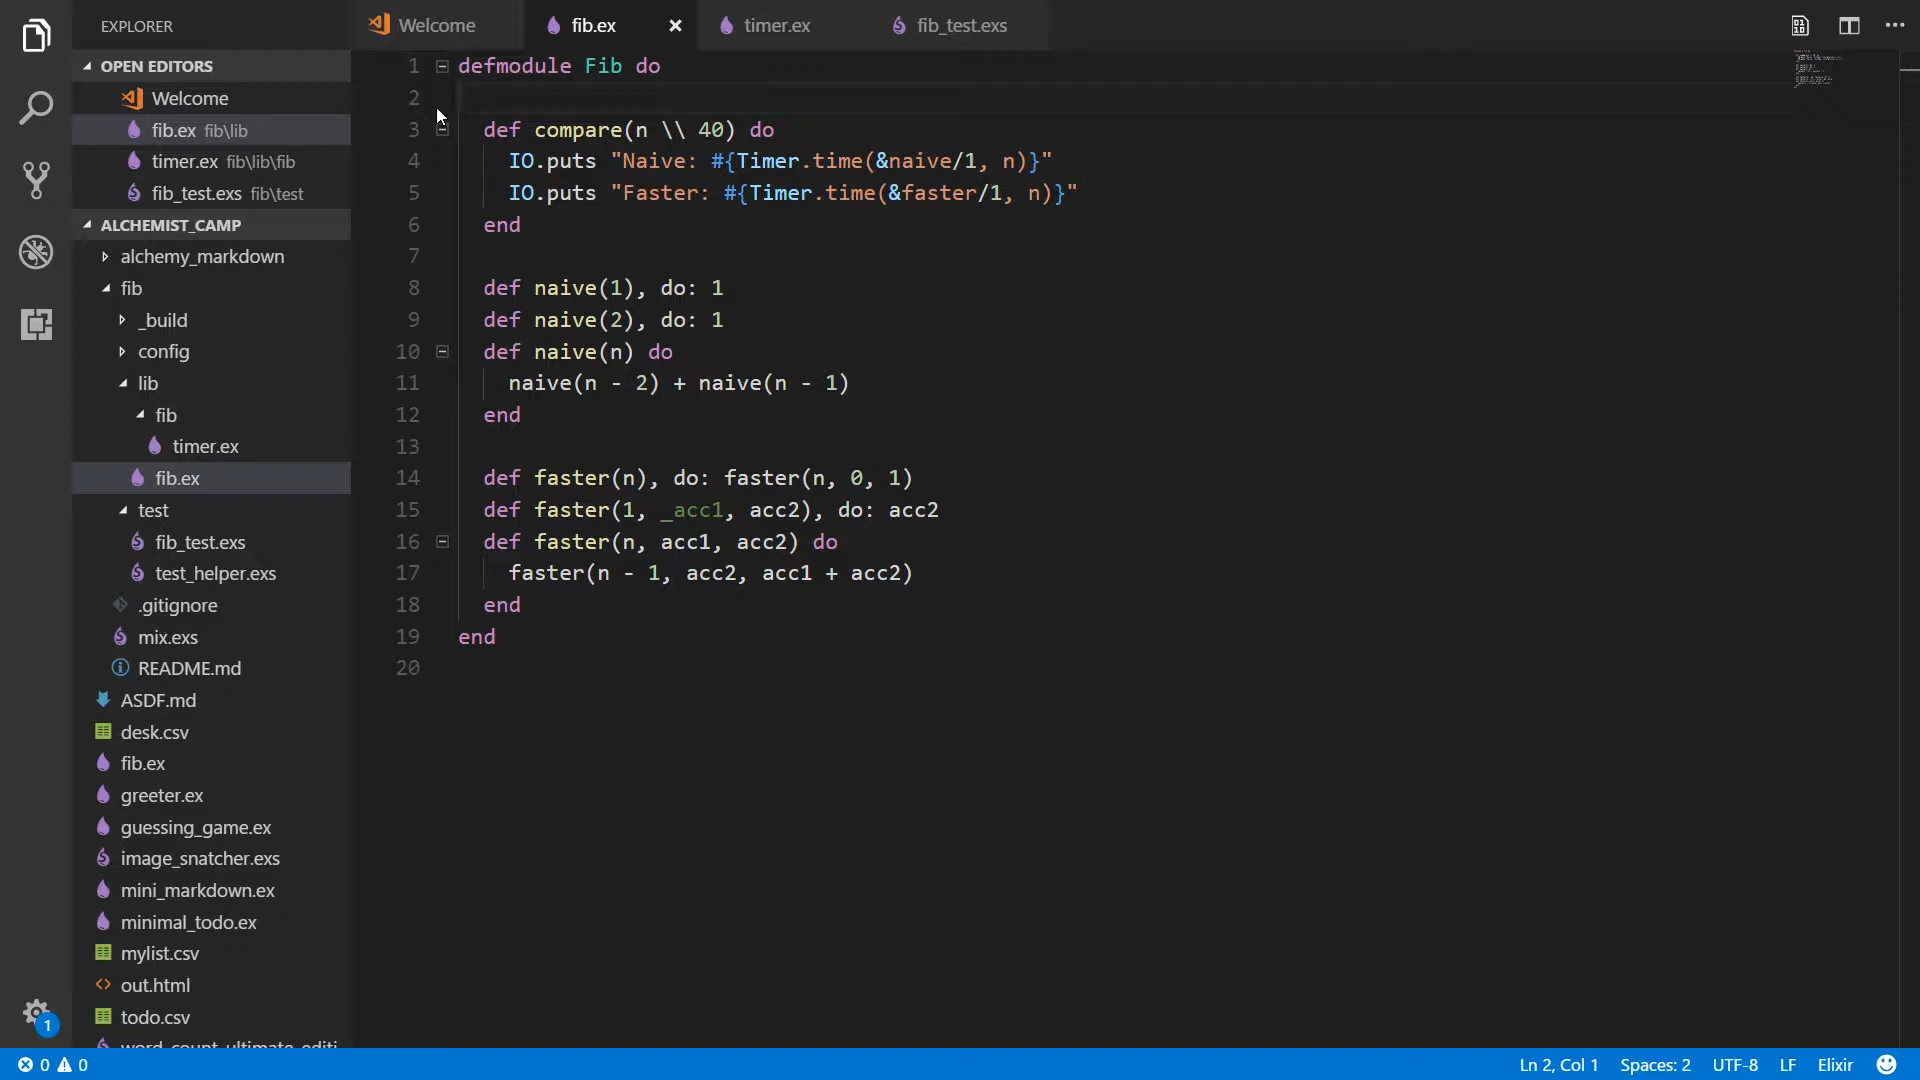 EXPLORER
Welcome
fib.ex
timer.ex
fib_test.exs
OPEN EDITORS
Welcome
fib.ex fib\lib
timer.ex fib\lib\fib
fib_test.exs fib\test
ALCHEMIST_CAMP
alchemy_markdown
fib
_build
config
lib
fib
timer.ex
fib.ex
test
fib_test.exs
test_helper.exs
.gitignore
mix.exs
README.md
ASDF.md
desk.csv
fib.ex
greeter.ex
guessing_game.ex
image_snatcher.exs
mini_markdown.ex
minimal_todo.ex
mylist.csv
out.html
todo.csv
word_count_ultimate_editi
1
1 defmodule Fib do
2
3   def compare(n \\ 40) do
4     IO.puts "Naive: #{Timer.time(&naive/1, n)}"
5     IO.puts "Faster: #{Timer.time(&faster/1, n)}"
6   end
7
8   def naive(1), do: 1
9   def naive(2), do: 1
10   def naive(n) do
11     naive(n - 2) + naive(n - 1)
12   end
13
14   def faster(n), do: faster(n, 0, 1)
15   def faster(1, _acc1, acc2), do: acc2
16   def faster(n, acc1, acc2) do
17     faster(n - 1, acc2, acc1 + acc2)
18   end
19 end
20
0 0
Ln 2, Col 1 Spaces: 2 UTF-8 LF Elixir